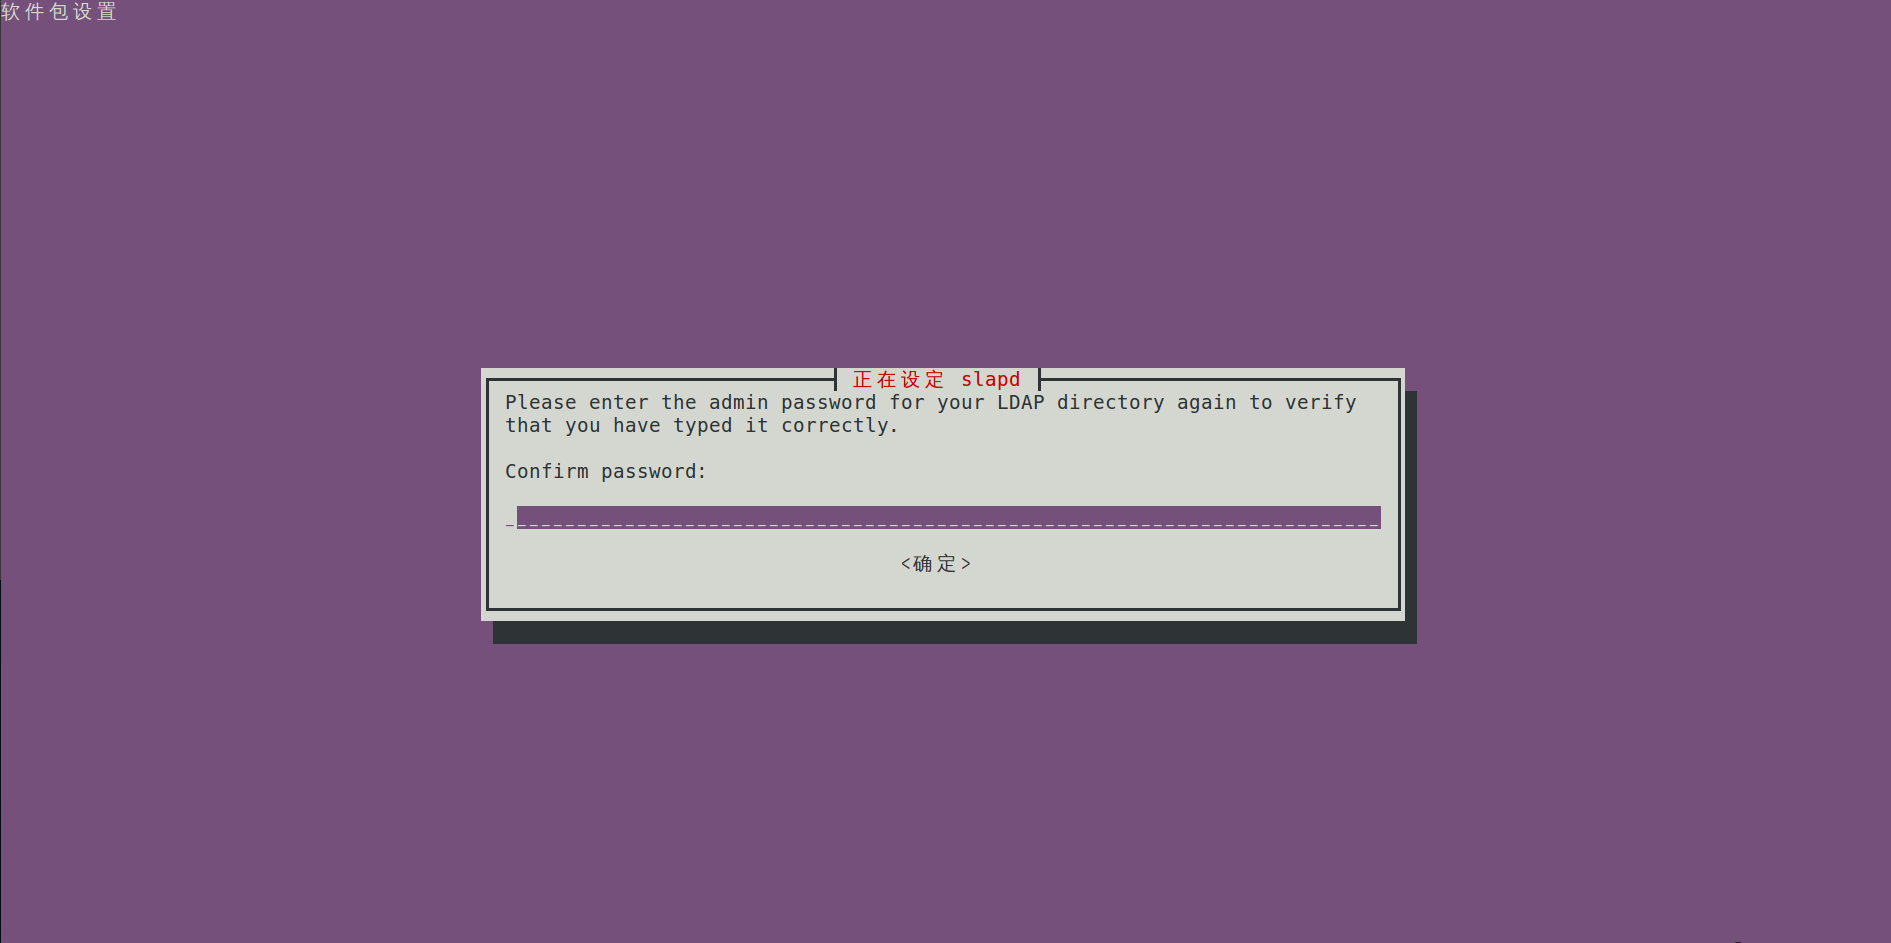 软件包设置
正在设定 slapd
Please enter the admin password for your LDAP directory again to verify
that you have typed it correctly.
Confirm password:
<确定>